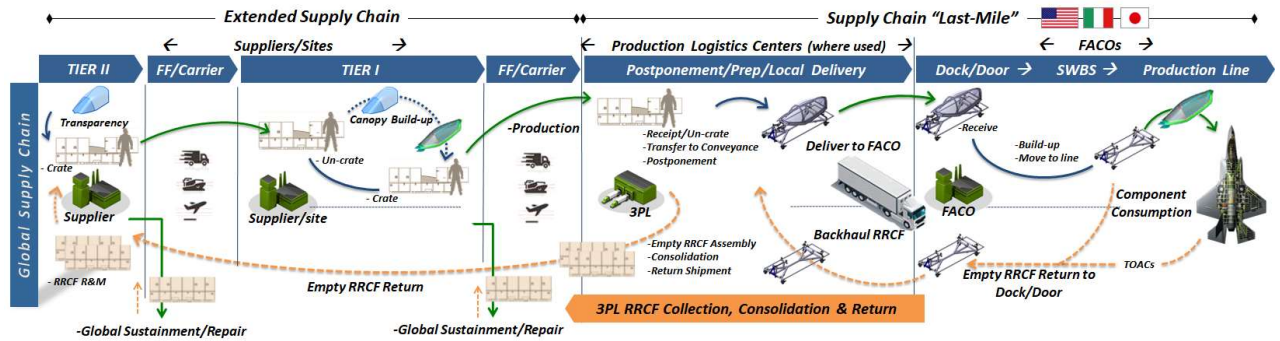 Extended Supply Chain
Supply Chain “Last-Mile”
Suppliers/Sites
Production Logistics Centers (where used)
FACOs
Global Supply Chain
TIER II
FF/Carrier
TIER I
FF/Carrier
Postponement/Prep/Local Delivery
Dock/Door
SWBS
Production Line
Transparency
- Crate
Supplier
- RRCF R&M
-Global Sustainment/Repair
Canopy Build-up
- Un-crate
- Crate
Supplier/site
Empty RRCF Return
-Production
-Global Sustainment/Repair
-Receipt/Un-crate
-Transfer to Conveyance
-Postponement
3PL
-Empty RRCF Assembly
-Consolidation
-Return Shipment
Deliver to FACO
Backhaul RRCF
3PL RRCF Collection, Consolidation & Return
-Receive
-Build-up
-Move to line
FACO
Component
Consumption
TOACs
Empty RRCF Return to
Dock/Door